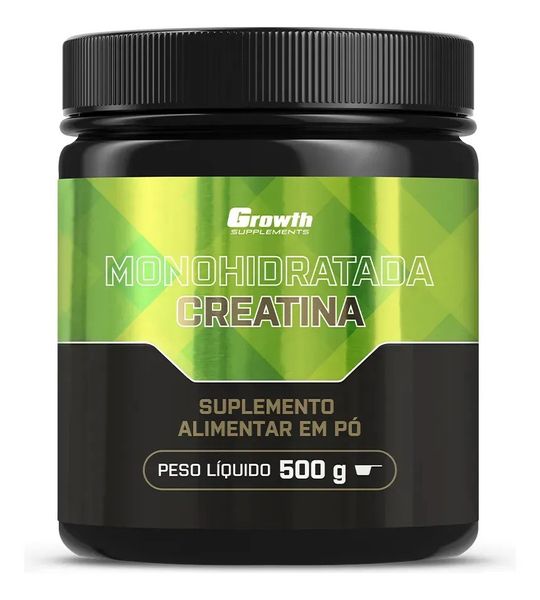 Growth
SUPPLEMENTS
MONOHIDRATADA
CREATINA
SUPLEMENTO
ALIMENTAR EM PÓ
PESO LÍQUIDO 500 g